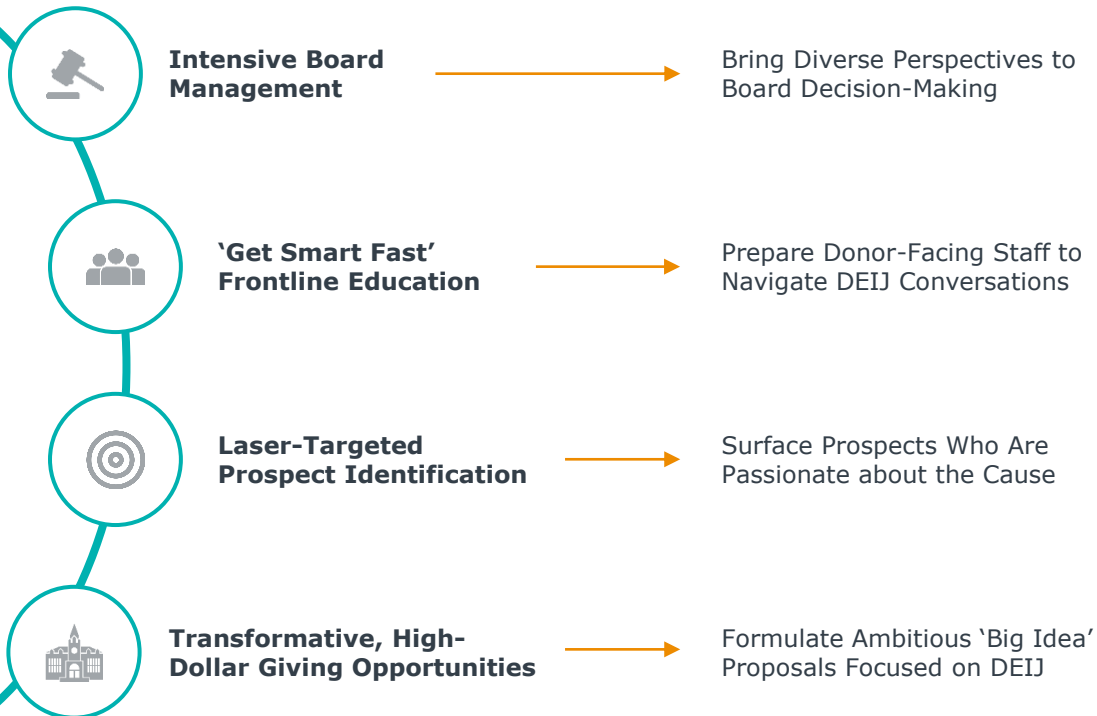 Intensive Board
Management
Bring Diverse Perspectives to
Board Decision-Making
‘Get Smart Fast’
Frontline Education
Prepare Donor-Facing Staff to
Navigate DEIJ Conversations
Laser-Targeted
Prospect Identification
Surface Prospects Who Are
Passionate about the Cause
Transformative, High-
Dollar Giving Opportunities
Formulate Ambitious ‘Big Idea’
Proposals Focused on DEIJ